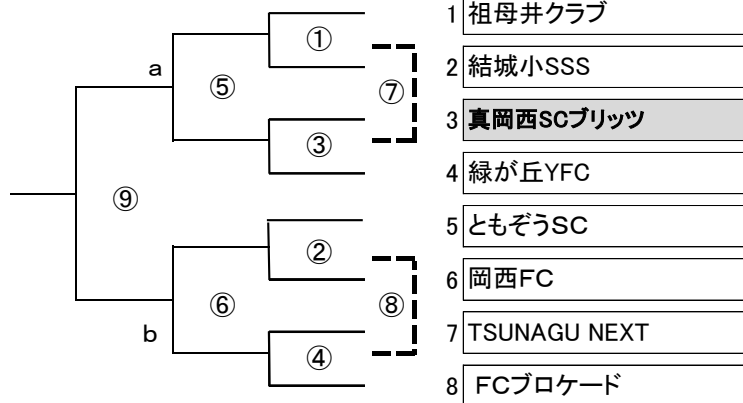 1 祖母井クラブ
①
a
2 結城小SSS
⑤
⑦
3 真岡西SCブリッツ
③
4 緑が丘YFC
⑨
5 ともぞうSC
②
6 岡西FC
⑥
⑧
b
7 TSUNAGU NEXT
④
8 FCブロケード